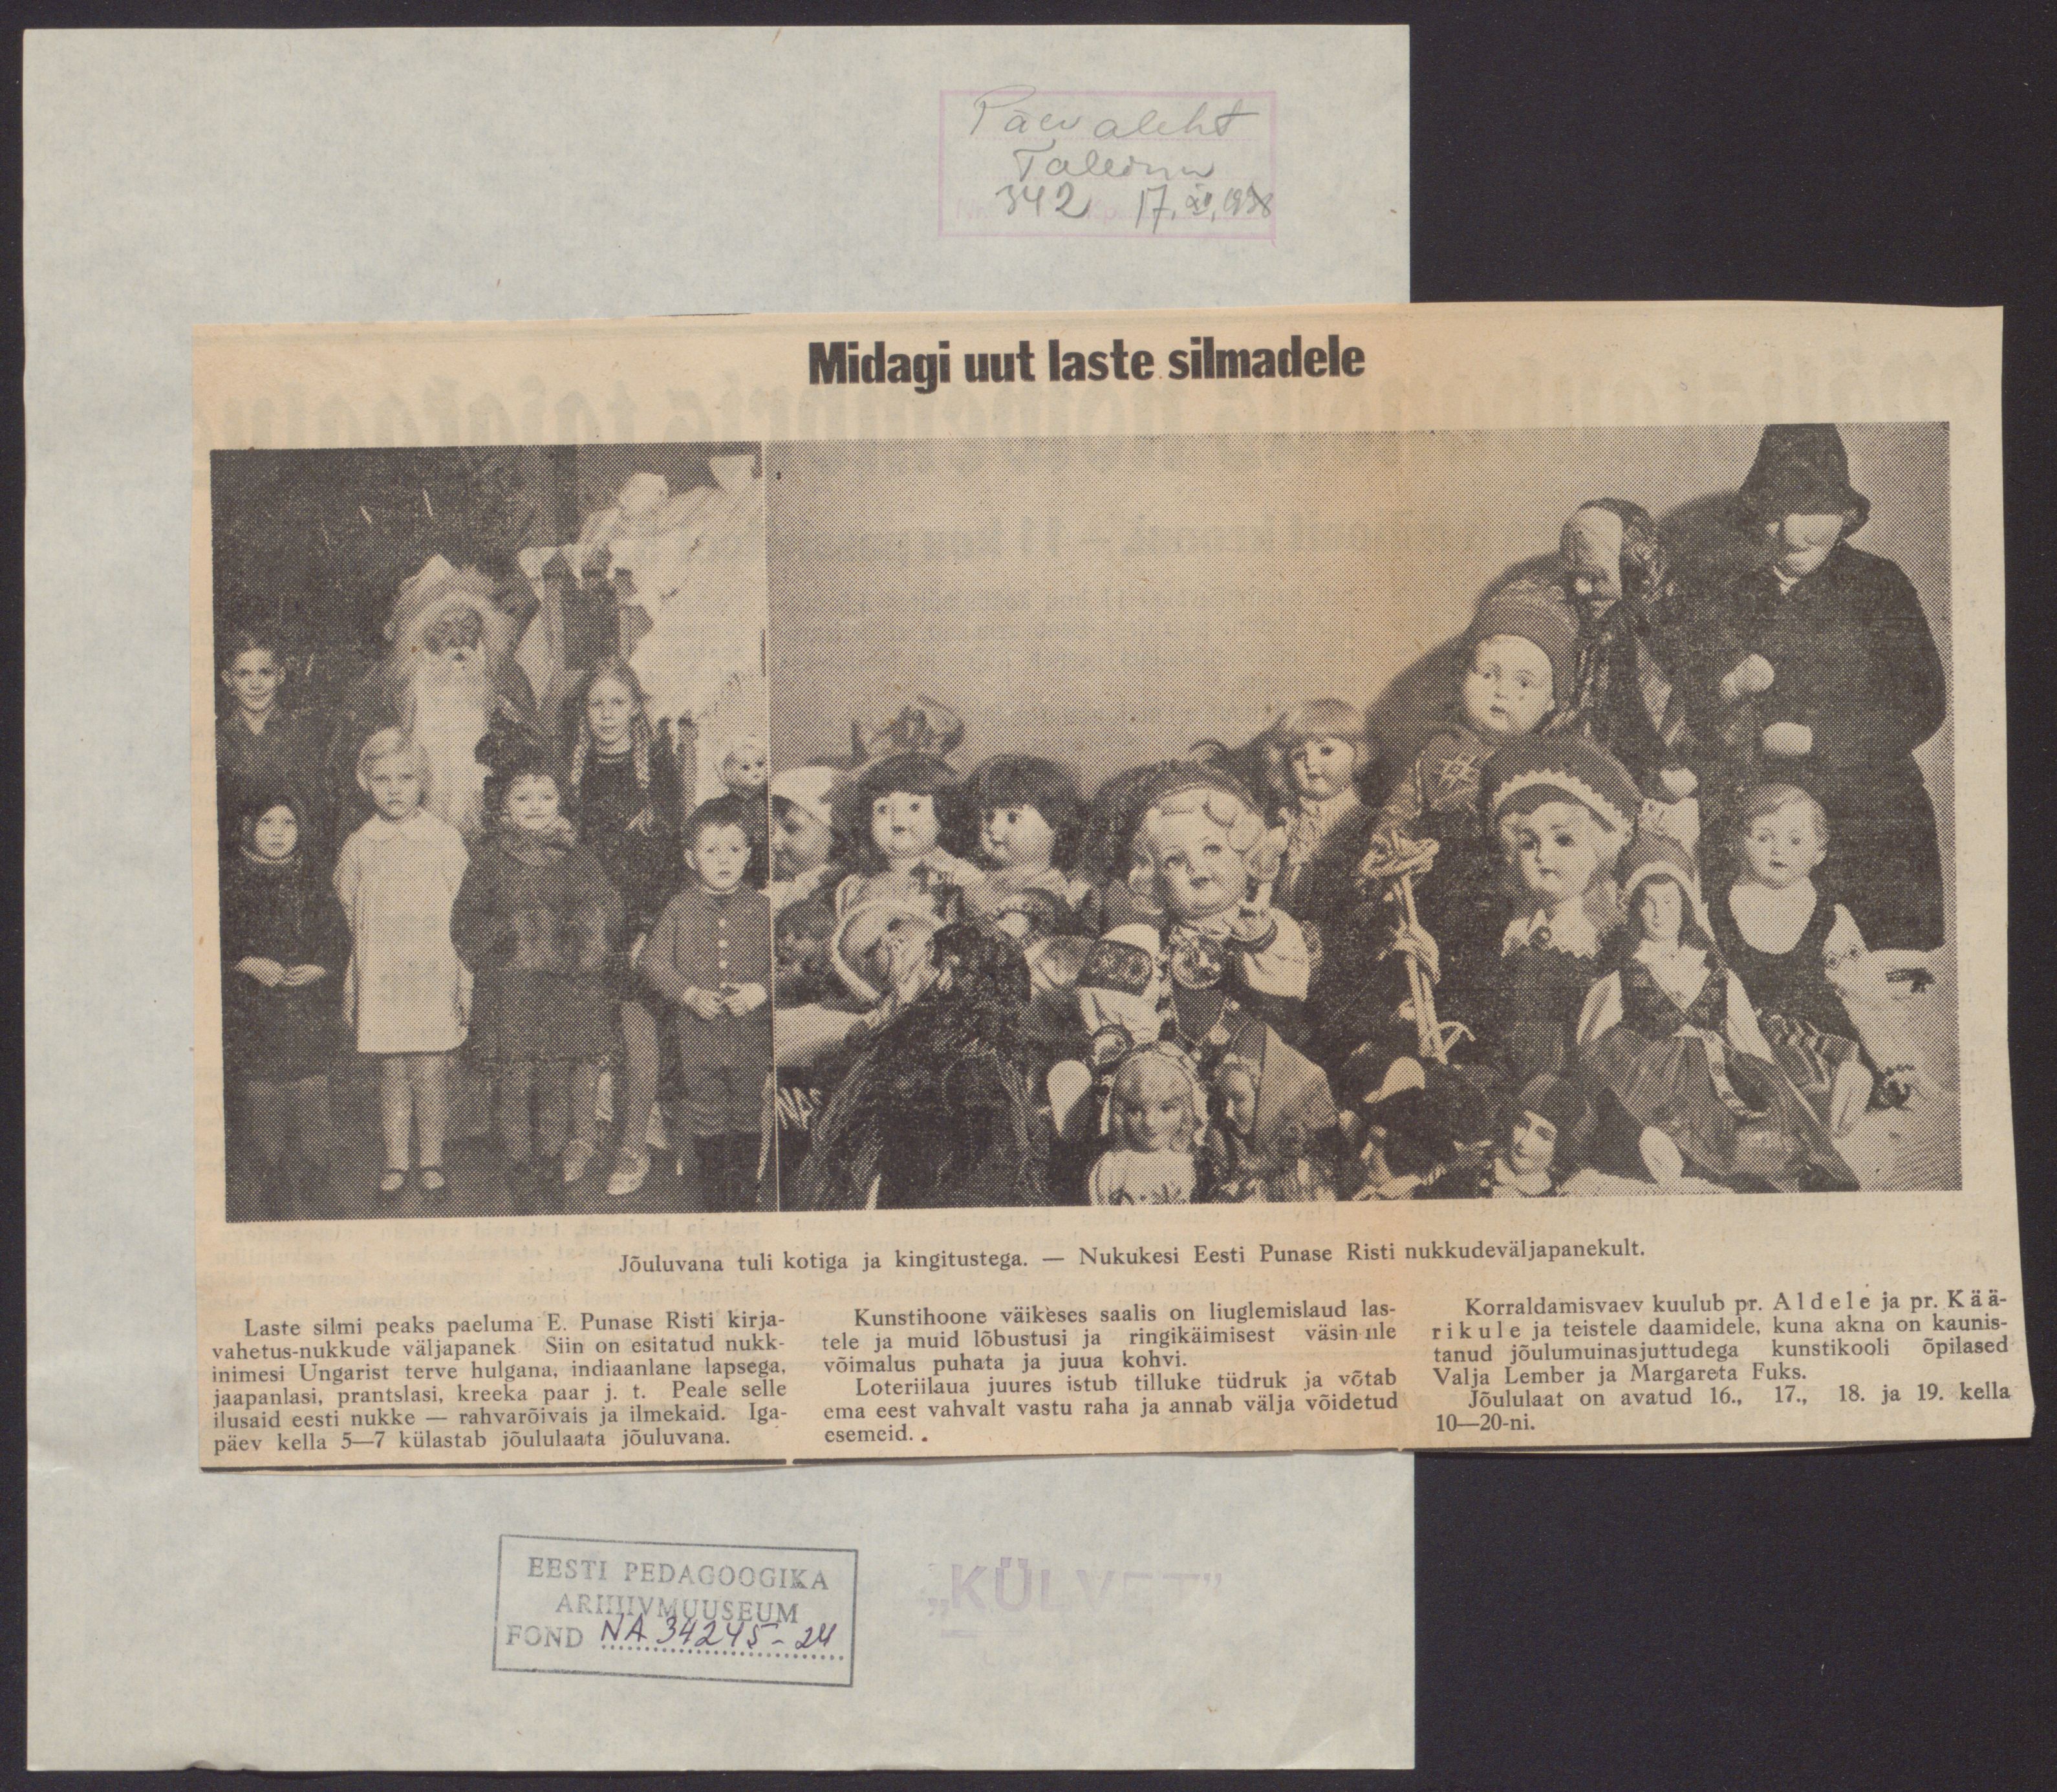 Päevaleht
Tallinn
342 17. XII, 1938
Midagi uut laste silmadele
Jõuluvana tuli kotiga ja kingitustega. — Nukukesi Eesti Punase Risti nukkudeväljapanekult.
Laste silmi peaks paeluma E. Punase Risti kirja-
vahetus-nukkude väljapanek Siin on esitatud nukk-
inimesi Ungarist terve hulgana, indiaanlane lapsega,
jaapanlasi, prantslasi, kreeka paar j. t. Peale selle
ilusaid eesti nukke — rahvarõivais ja ilmekaid. Iga-
päev kella 5—7 külastab jõululaata jõuluvana.
Kunstihoone väikeses saalis on liuglemislaud las-
tele ja muid lõbustusi ja ringikäimisest väsinule
võimalus puhata ja juua kohvi.
Loteriilaua juures istub tilluke tüdruk ja võtab
ema eest vahvalt vastu raha ja annab välja võidetud
esemeid.
Korraldamisvaev kuulub pr. Aldele ja pr. Kää-
rikule ja teistele daamidele, kuna akna on kaunis-
tanud jõulumuinasjuttudega kunstikooli õpilased
Valja Lember ja Margareta Fuks.
Jõululaat on avatud 16., 17., 18. ja 19. kella
10—20-ni.
EESTI PEDAGOOGIKA
ARHIIVMUUSEUM
FOND NA 34245-24
„KÜLVET”